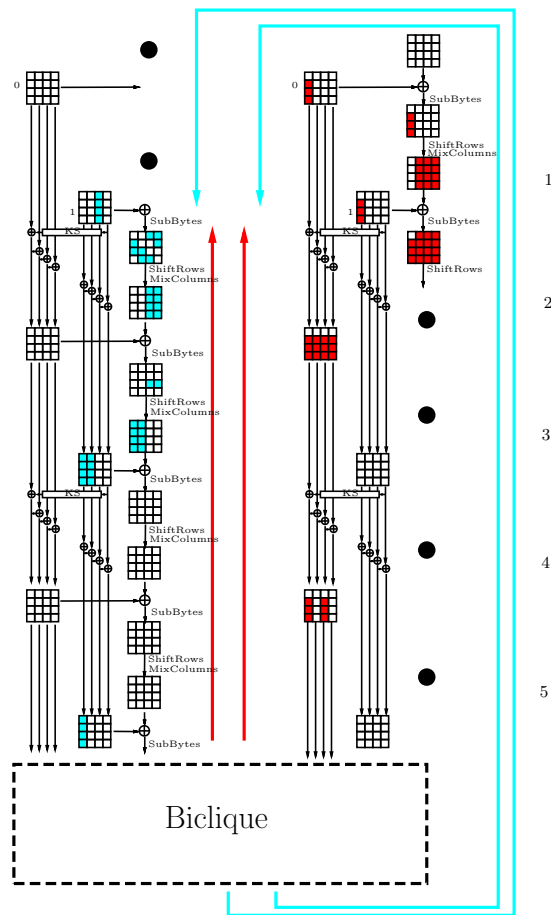 0
0
SubBytes
ShiftRows
MixColumns
1
1
SubBytes
1
SubBytes
KS
KS
ShiftRows
MixColumns
ShiftRows
2
SubBytes
ShiftRows
MixColumns
3
SubBytes
KS
KS
ShiftRows
MixColumns
4
SubBytes
ShiftRows
MixColumns
5
SubBytes
Biclique